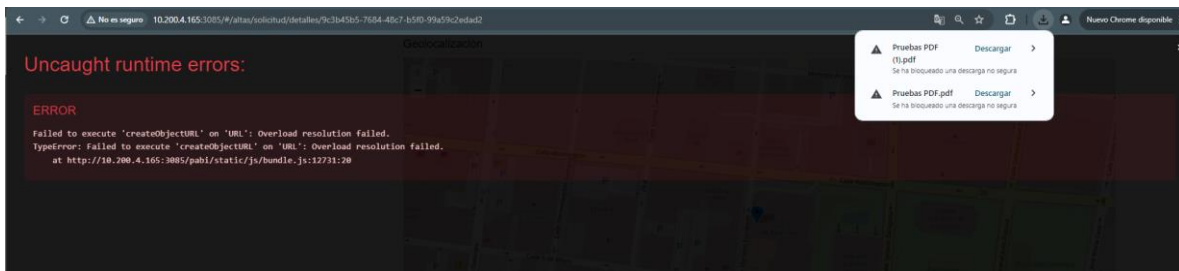 No es seguro 10.200.4.165:3085/#/altas/solicitud/detalles/9c3b45b5-7684-48c7-b5f0-99a59c2edad2 Nuevo Chrome disponible
Geolocalización
Uncaught runtime errors:
Pruebas PDF (1).pdf Descargar
Se ha bloqueado una descarga no segura
Pruebas PDF.pdf Descargar
Se ha bloqueado una descarga no segura
ERROR
Failed to execute 'createObjectURL' on 'URL': Overload resolution failed.
TypeError: Failed to execute 'createObjectURL' on 'URL': Overload resolution failed.
at http://10.200.4.165:3085/pabi/static/js/bundle.js:12731:20